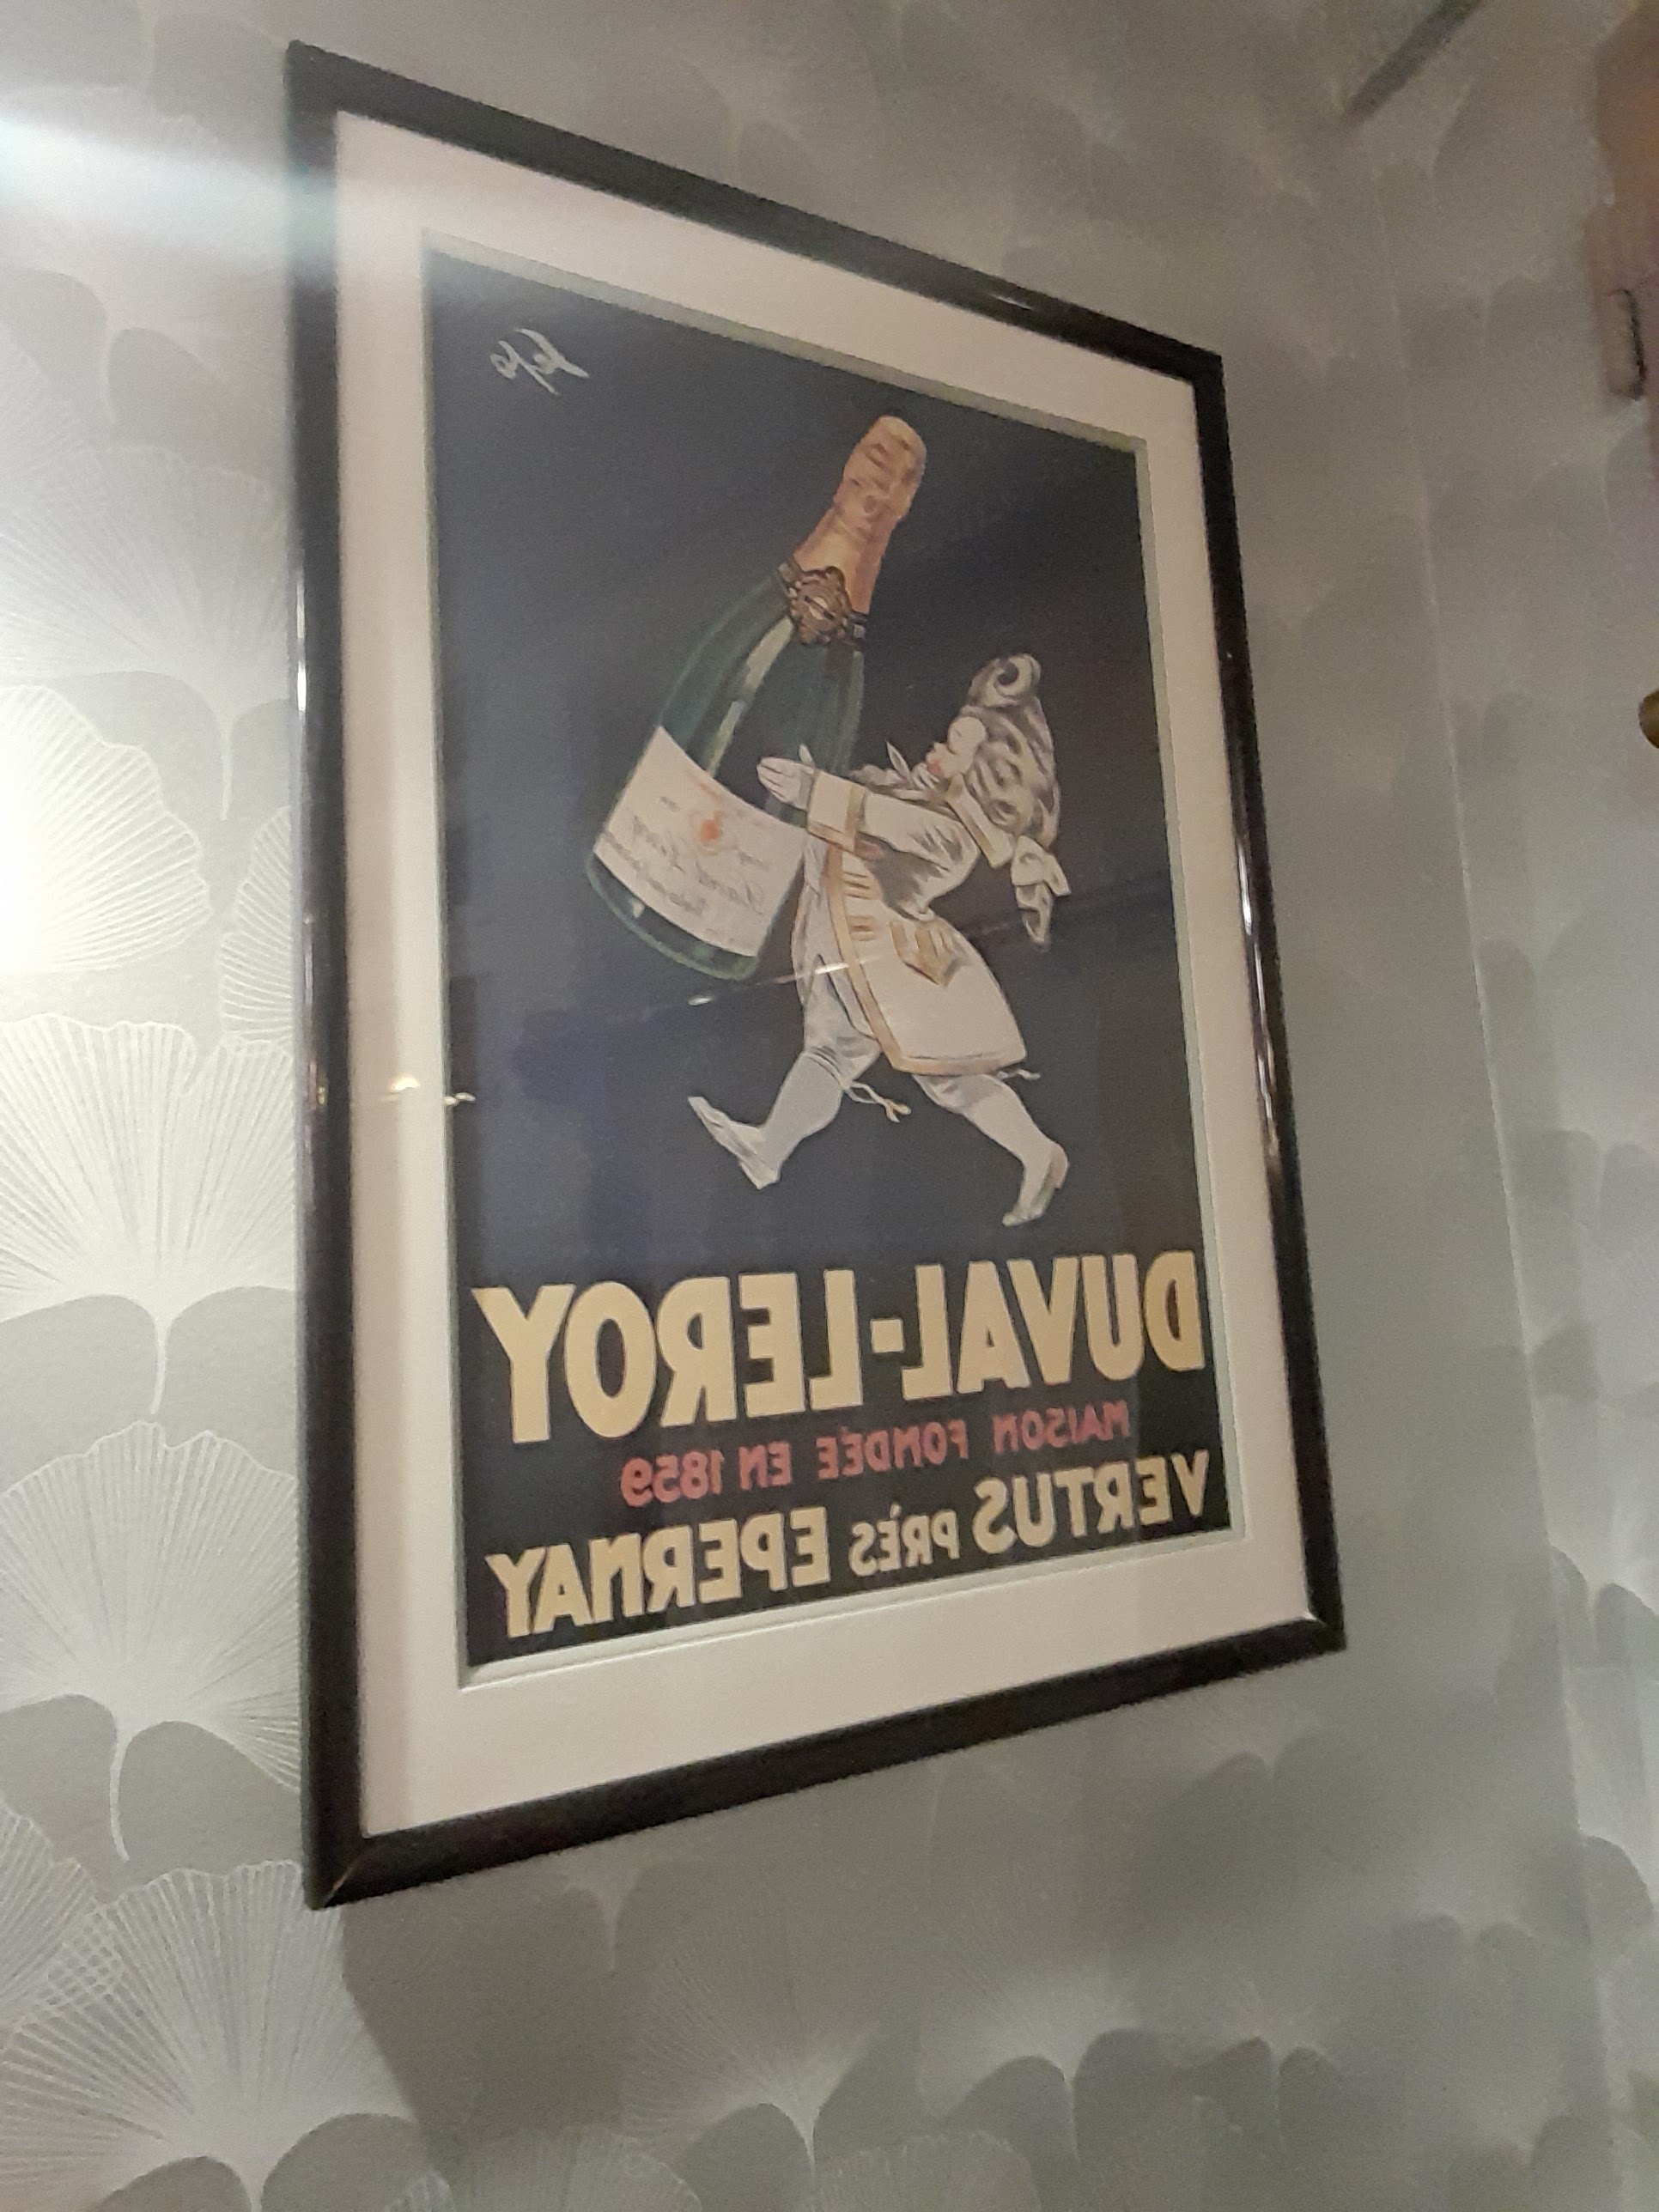 DUVAL-LEROY
MAISON FONDÉE EN 1859
VERTUS PRÈS EPERNAY